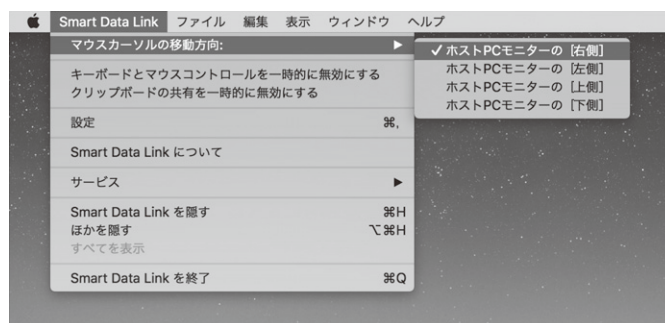 Smart Data Link ファイル 編集 表示 ウィンドウ ヘルプ
マウスカーソルの移動方向: ▶
✓ ホストPCモニターの［右側］
ホストPCモニターの［左側］
ホストPCモニターの［上側］
ホストPCモニターの［下側］
キーボードとマウスコントロールを一時的に無効にする
クリップボードの共有を一時的に無効にする
設定 ⌘,
Smart Data Link について
サービス ▶
Smart Data Link を隠す ⌘H
ほかを隠す ⌥⌘H
すべてを表示
Smart Data Link を終了 ⌘Q